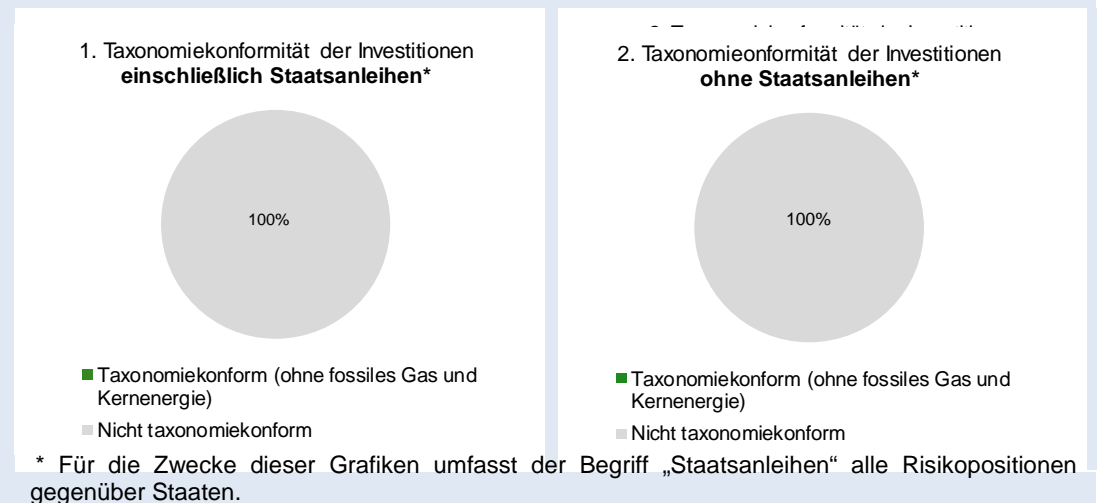 1. Taxonomiekonformität der Investitionen
einschließlich Staatsanleihen*
100%
Taxonomiekonform (ohne fossiles Gas und
Kernenergie)
Nicht taxonomiekonform
2. Taxonomieonformität der Investitionen
ohne Staatsanleihen*
100%
Taxonomiekonform (ohne fossiles Gas und
Kernenergie)
Nicht taxonomiekonform
* Für die Zwecke dieser Grafiken umfasst der Begriff „Staatsanleihen“ alle Risikopositionen
gegenüber Staaten.